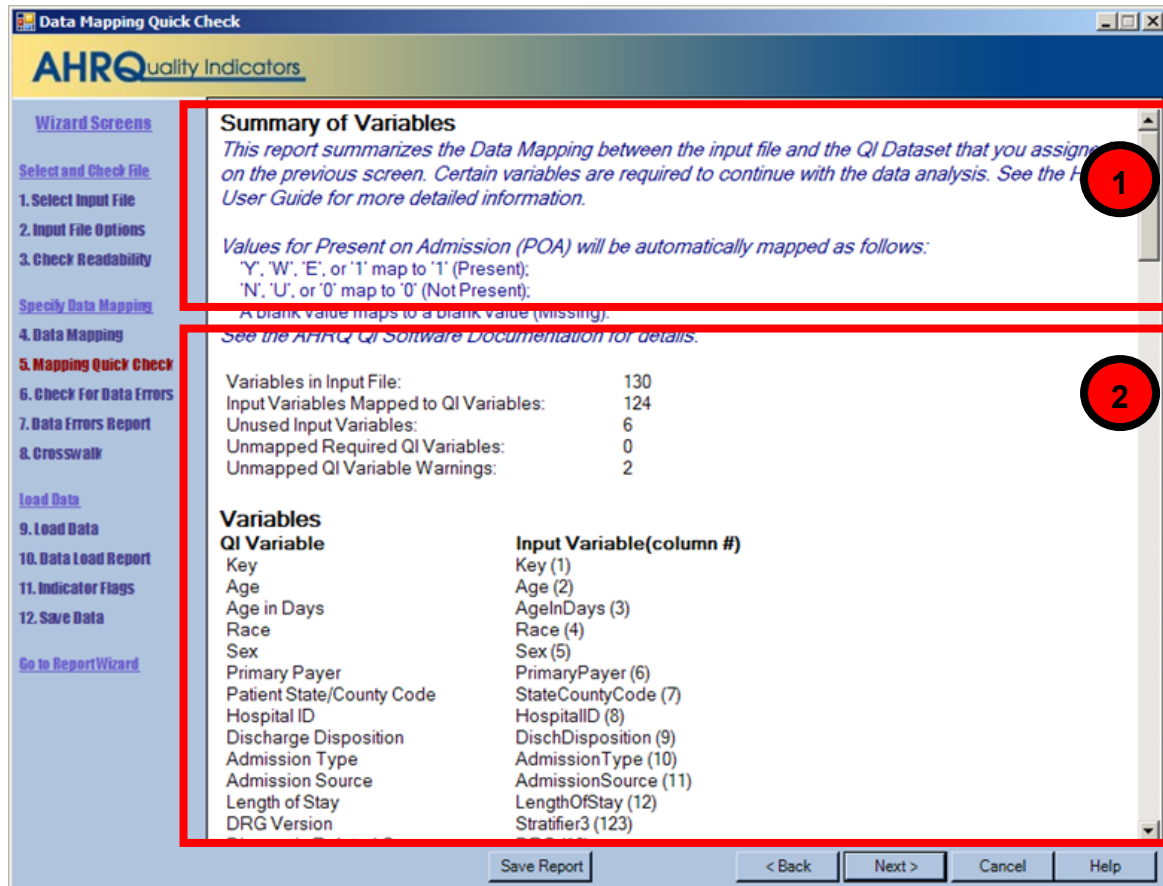 Data Mapping Quick Check
AHRQuality Indicators
Wizard Screens
Select and Check File
1. Select Input File
2. Input File Options
3. Check Readability
Specify Data Mapping
4. Data Mapping
5. Mapping Quick Check
6. Check For Data Errors
7. Data Errors Report
8. Crosswalk
Load Data
9. Load Data
10. Data Load Report
11. Indicator Flags
12. Save Data
Go to Report Wizard
Summary of Variables
This report summarizes the Data Mapping between the input file and the QI Dataset that you assigne
on the previous screen. Certain variables are required to continue with the data analysis. See the H
User Guide for more detailed information.
1
Values for Present on Admission (POA) will be automatically mapped as follows:
'Y', 'W', 'E', or '1' map to '1' (Present);
'N', 'U', or '0' map to '0' (Not Present);
A blank value maps to a blank value (Missing).
See the AHRQ QI Software Documentation for details.
2
Variables in Input File: 130
Input Variables Mapped to QI Variables: 124
Unused Input Variables: 6
Unmapped Required QI Variables: 0
Unmapped QI Variable Warnings: 2
Variables
QI Variable Input Variable(column #)
Key Key (1)
Age Age (2)
Age in Days AgeInDays (3)
Race Race (4)
Sex Sex (5)
Primary Payer PrimaryPayer (6)
Patient State/County Code StateCountyCode (7)
Hospital ID HospitalID (8)
Discharge Disposition DischDisposition (9)
Admission Type AdmissionType (10)
Admission Source AdmissionSource (11)
Length of Stay LengthOfStay (12)
DRG Version Stratifier3 (123)
Save Report < Back Next > Cancel Help